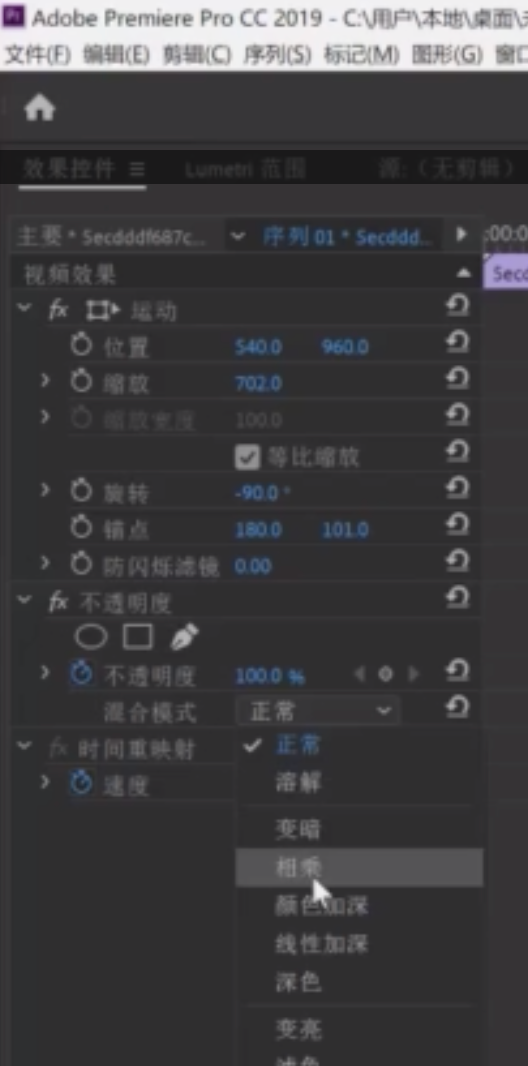 Adobe Premiere Pro CC 2019 - C:\用户\本地\桌面\
文件(F) 编辑(E) 剪辑(C) 序列(S) 标记(M) 图形(G) 窗口
效果控件 Lumetri 范围 源:（无剪辑）
主要 * Secdddf687c... 序列 01 * Secddd... :00:0
视频效果 Secd
fx 运动
位置 540.0 960.0
缩放 702.0
缩放宽度 100.0
等比缩放
旋转 -90.0 °
锚点 180.0 101.0
防闪烁滤镜 0.00
fx 不透明度
不透明度 100.0 %
混合模式 正常
fx 时间重映射
正常
速度
溶解
变暗
相乘
颜色加深
线性加深
深色
变亮
滤色